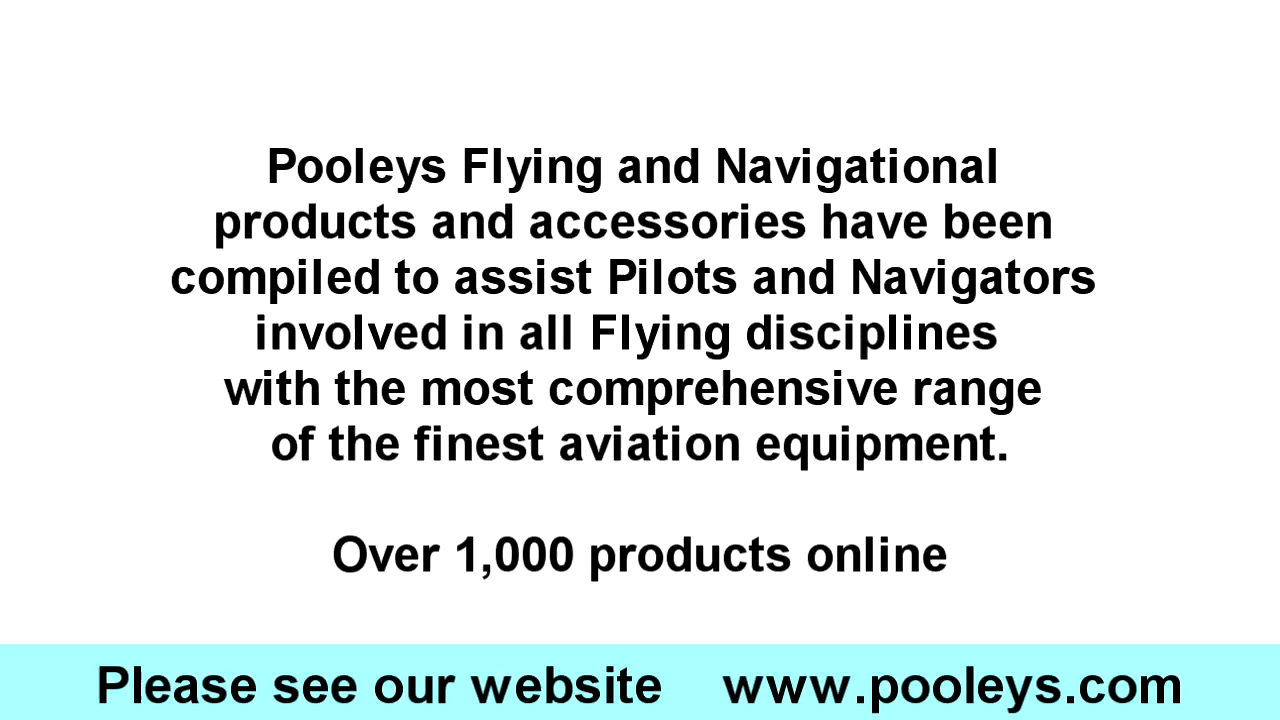 Pooleys Flying and Navigational
products and accessories have been
compiled to assist Pilots and Navigators
involved in all Flying disciplines
with the most comprehensive range
of the finest aviation equipment.
Over 1,000 products online
Please see our website www.pooleys.com